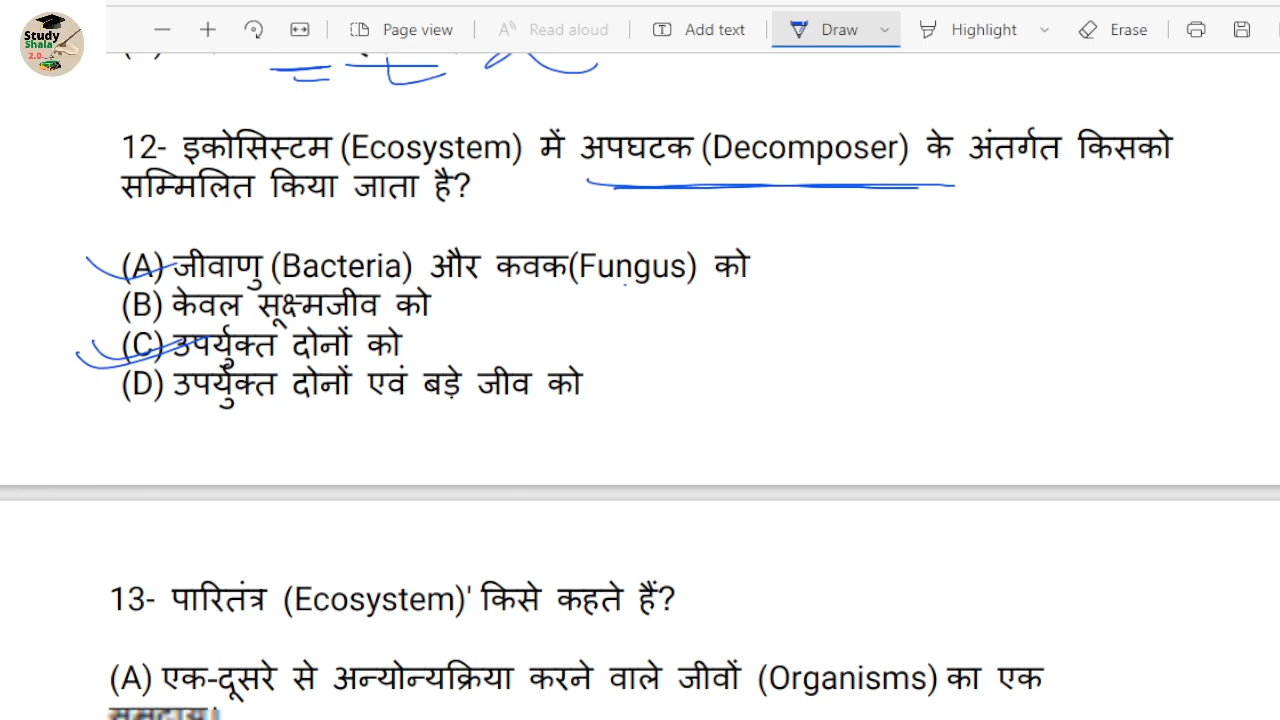 Study
Shala
2.0
Page view
Read aloud
Add text
Draw
Highlight
Erase
12- इकोसिस्टम (Ecosystem) में अपघटक (Decomposer) के अंतर्गत किसको
सम्मिलित किया जाता है?
(A) जीवाणु (Bacteria) और कवक(Fungus) को
(B) केवल सूक्ष्मजीव को
(C) उपर्युक्त दोनों को
(D) उपर्युक्त दोनों एवं बड़े जीव को
13- पारितंत्र (Ecosystem)' किसे कहते हैं?
(A) एक-दूसरे से अन्योन्यक्रिया करने वाले जीवों (Organisms) का एक